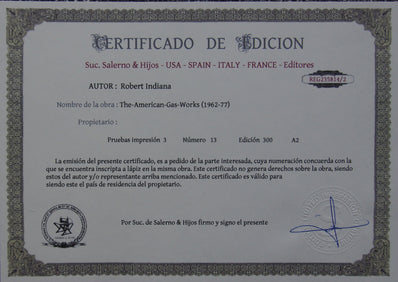 CERTIFICADO DE EDICION
Suc. Salerno & Hijos - USA - SPAIN - ITALY - FRANCE - Editores
REG235814/2
AUTOR : Robert Indiana
Nombre de la obra : The-American-Gas-Works (1962-77)
Propietario :
Pruebas impresión 3 Número 13 Edición 300 A2
La emisión del presente certificado, es a pedido de la parte interesada, cuya numeración concuerda con la
que se encuentra inscripta a lápiz en la misma obra. Este certificado no genera derechos sobre la obra, siendo
estos del autor y/o representante arriba mencionado. Este certificado es válido para
siendo este el país de residencia del propietario.
Por Suc. de Salerno & Hijos firmo y signo el presente